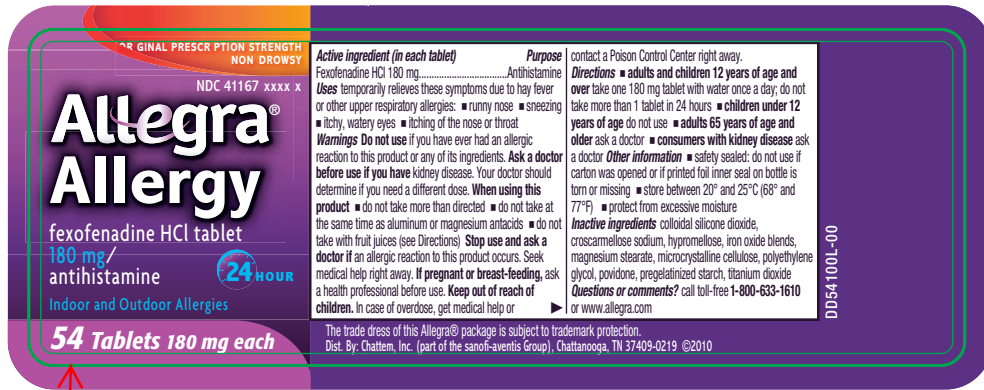 OR GINAL PRESCR PTION STRENGTH
NON DROWSY
NDC 41167 xxxx x
Allegra®
Allergy
fexofenadine HCl tablet
180 mg/
antihistamine
24 HOUR
Indoor and Outdoor Allergies
54 Tablets 180 mg each
Active ingredient (in each tablet) Purpose
Fexofenadine HCl 180 mg..................................Antihistamine
Uses temporarily relieves these symptoms due to hay fever
or other upper respiratory allergies: ■ runny nose ■ sneezing
■ itchy, watery eyes ■ itching of the nose or throat
Warnings Do not use if you have ever had an allergic
reaction to this product or any of its ingredients. Ask a doctor
before use if you have kidney disease. Your doctor should
determine if you need a different dose. When using this
product ■ do not take more than directed ■ do not take at
the same time as aluminum or magnesium antacids ■ do not
take with fruit juices (see Directions) Stop use and ask a
doctor if an allergic reaction to this product occurs. Seek
medical help right away. If pregnant or breast-feeding, ask
a health professional before use. Keep out of reach of
children. In case of overdose, get medical help or ►
contact a Poison Control Center right away.
Directions ■ adults and children 12 years of age and
over take one 180 mg tablet with water once a day; do not
take more than 1 tablet in 24 hours ■ children under 12
years of age do not use ■ adults 65 years of age and
older ask a doctor ■ consumers with kidney disease ask
a doctor Other information ■ safety sealed: do not use if
carton was opened or if printed foil inner seal on bottle is
torn or missing ■ store between 20° and 25°C (68° and
77°F) ■ protect from excessive moisture
Inactive ingredients colloidal silicone dioxide,
croscarmellose sodium, hypromellose, iron oxide blends,
magnesium stearate, microcrystalline cellulose, polyethylene
glycol, povidone, pregelatinized starch, titanium dioxide
Questions or comments? call toll-free 1-800-633-1610
or www.allegra.com
DD54100L-00
The trade dress of this Allegra® package is subject to trademark protection.
Dist. By: Chattem, Inc. (part of the sanofi-aventis Group), Chattanooga, TN 37409-0219 ©2010